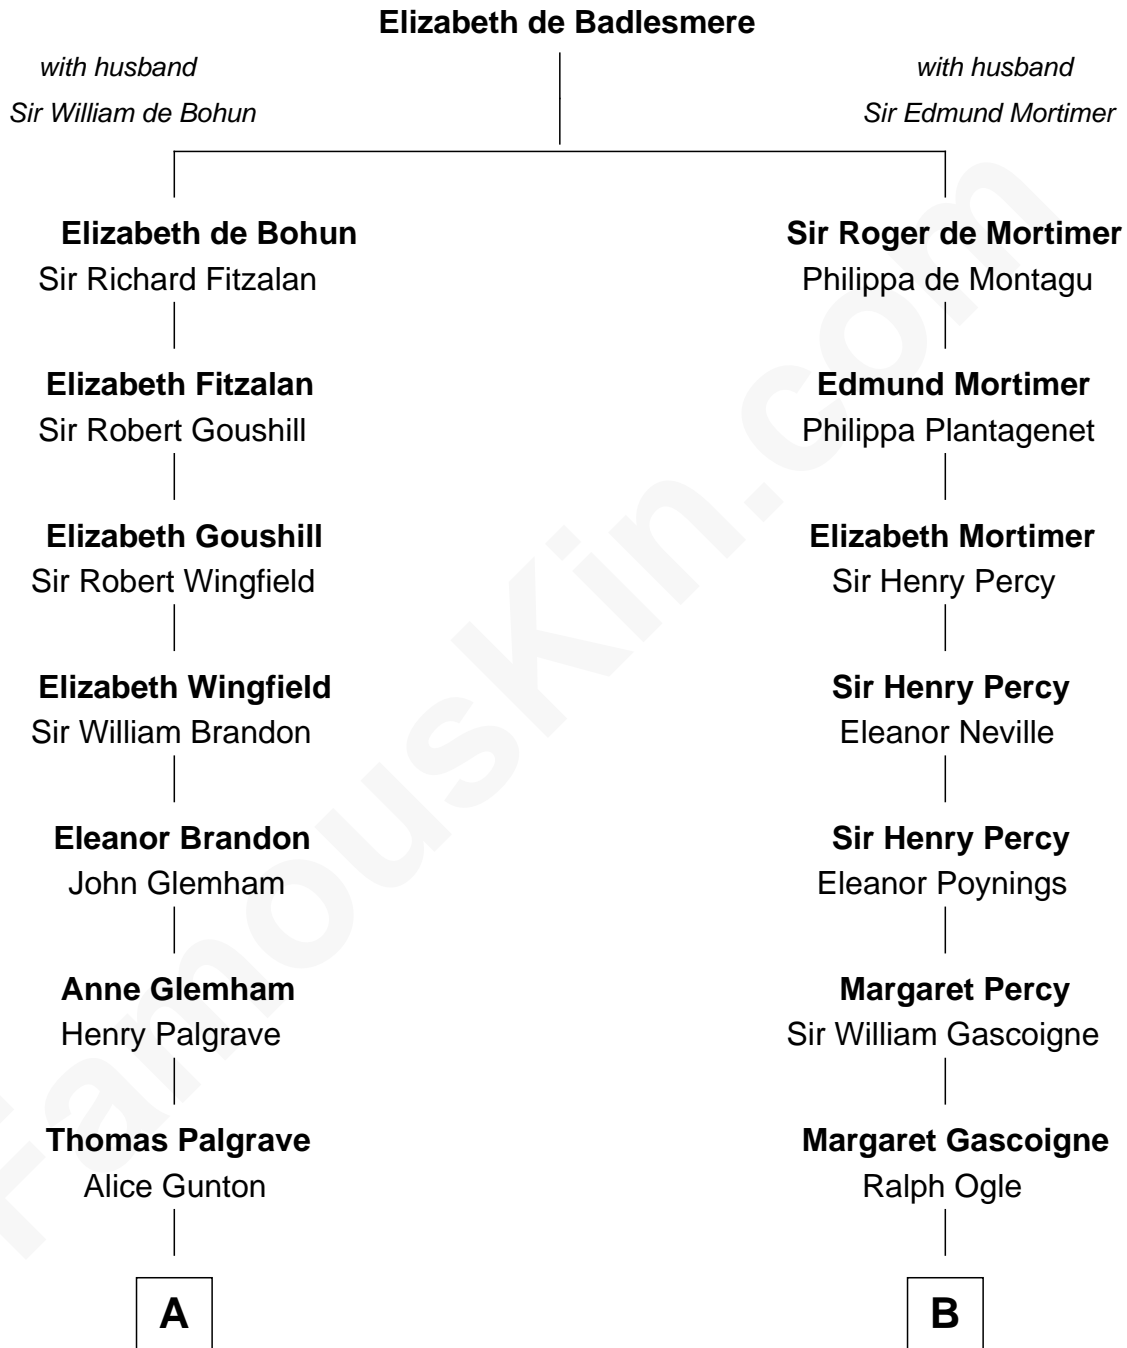 Elizabeth de Badlesmere
with husband
Sir William de Bohun
with husband
Sir Edmund Mortimer
Elizabeth de Bohun
Sir Richard Fitzalan
Sir Roger de Mortimer
Philippa de Montagu
Elizabeth Fitzalan
Sir Robert Goushill
Edmund Mortimer
Philippa Plantagenet
Elizabeth Goushill
Sir Robert Wingfield
Elizabeth Mortimer
Sir Henry Percy
Elizabeth Wingfield
Sir William Brandon
Sir Henry Percy
Eleanor Neville
Eleanor Brandon
John Glemham
Sir Henry Percy
Eleanor Poynings
Anne Glemham
Henry Palgrave
Margaret Percy
Sir William Gascoigne
Thomas Palgrave
Alice Gunton
Margaret Gascoigne
Ralph Ogle
A
B
FamousKin.com